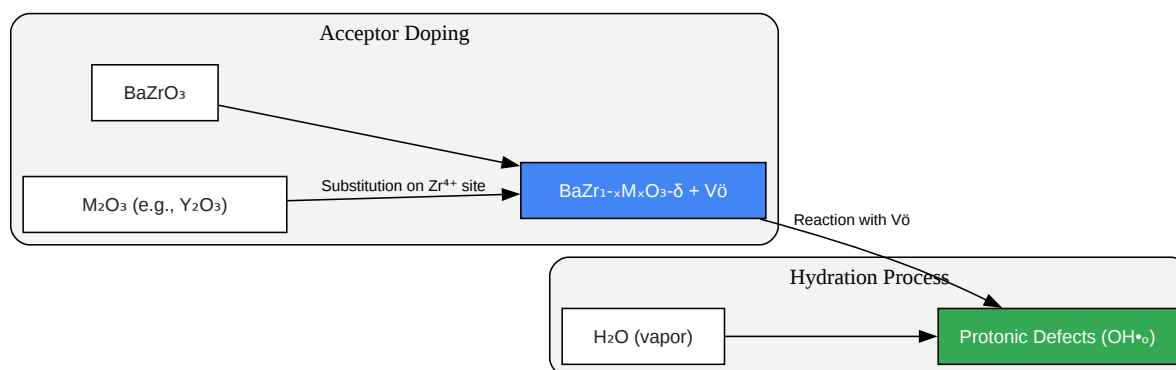 Acceptor Doping
BaZrO₃
M₂O₃ (e.g., Y₂O₃)
Substitution on Zr⁴⁺ site
BaZr₁-ₓMₓO₃-δ + Vö
Reaction with Vö
Hydration Process
H₂O (vapor)
Protonic Defects (OH•ₒ)